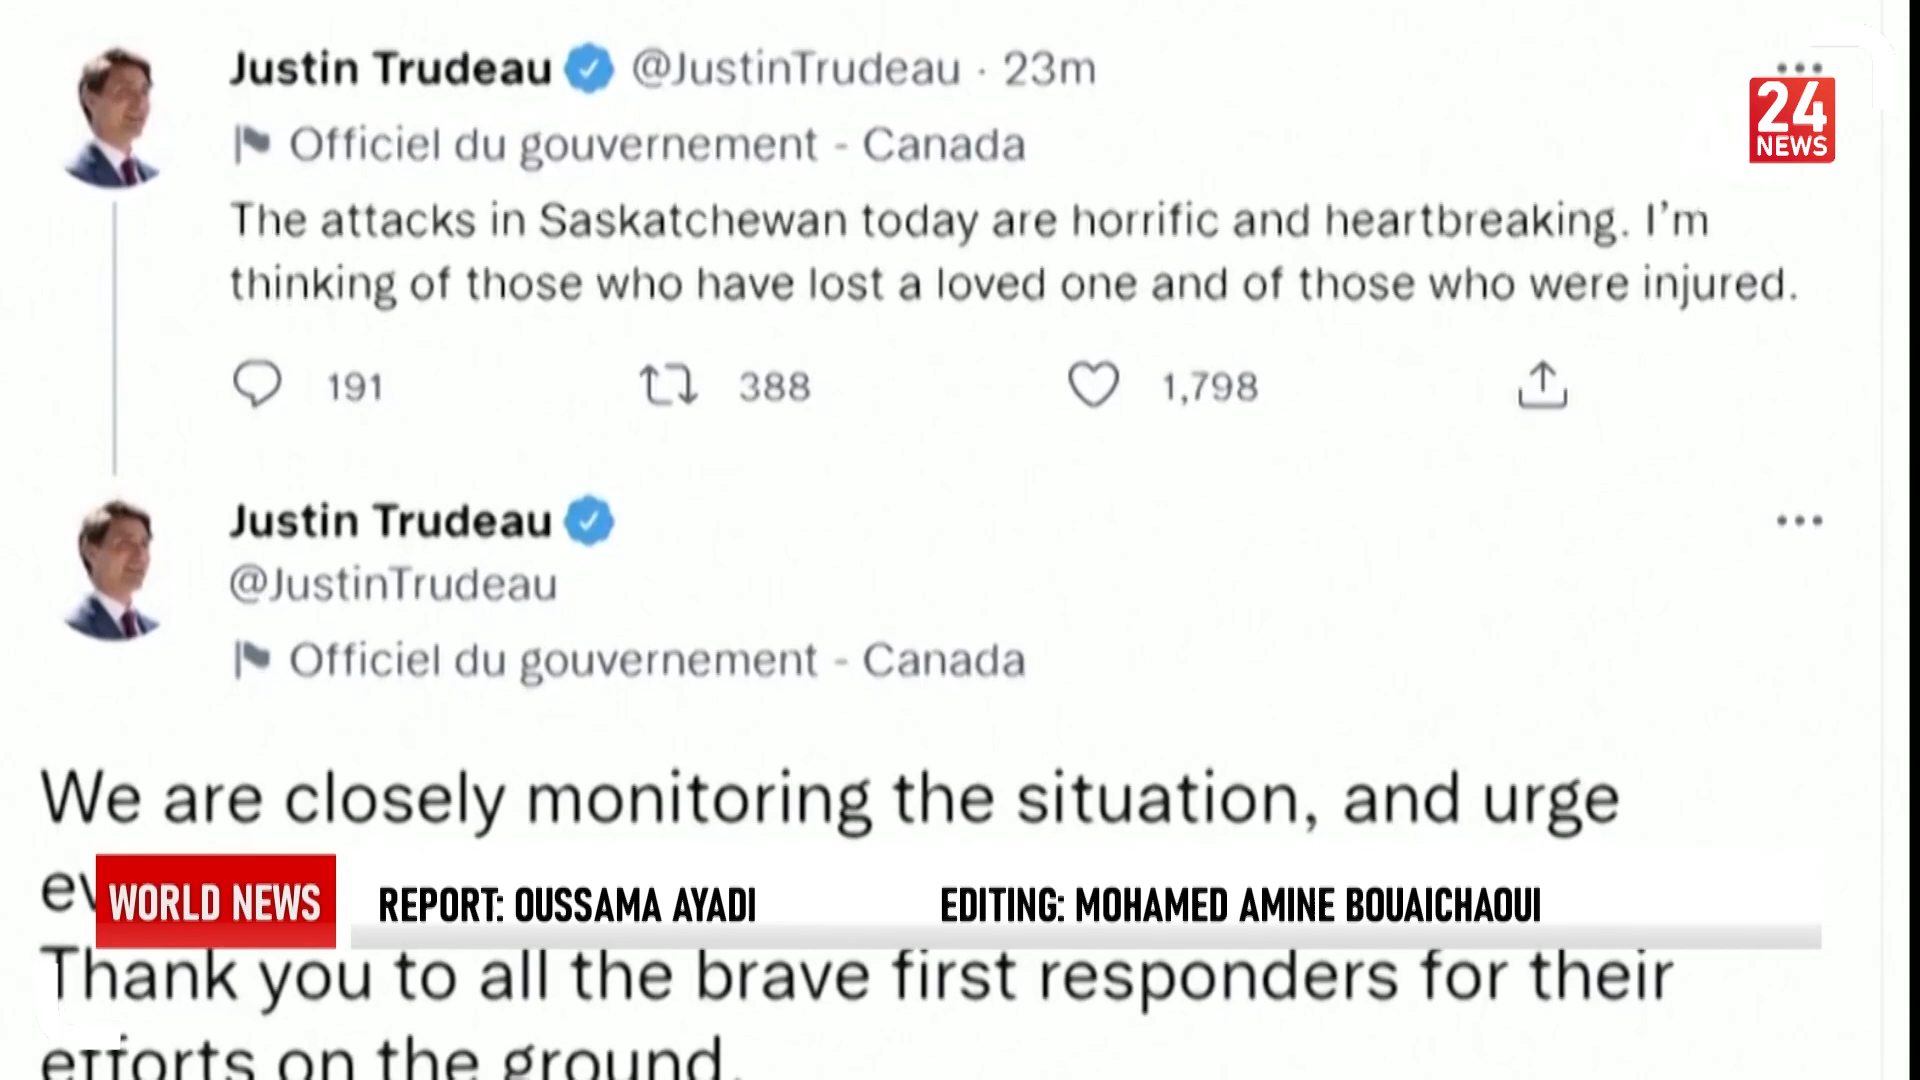 Justin Trudeau @JustinTrudeau · 23m
Officiel du gouvernement - Canada
24
NEWS
The attacks in Saskatchewan today are horrific and heartbreaking. I'm
thinking of those who have lost a loved one and of those who were injured.
191 388 1,798
Justin Trudeau
@JustinTrudeau
Officiel du gouvernement - Canada
We are closely monitoring the situation, and urge
WORLD NEWS REPORT: OUSSAMA AYADI EDITING: MOHAMED AMINE BOUAICHAOUI
Thank you to all the brave first responders for their
efforts on the ground.